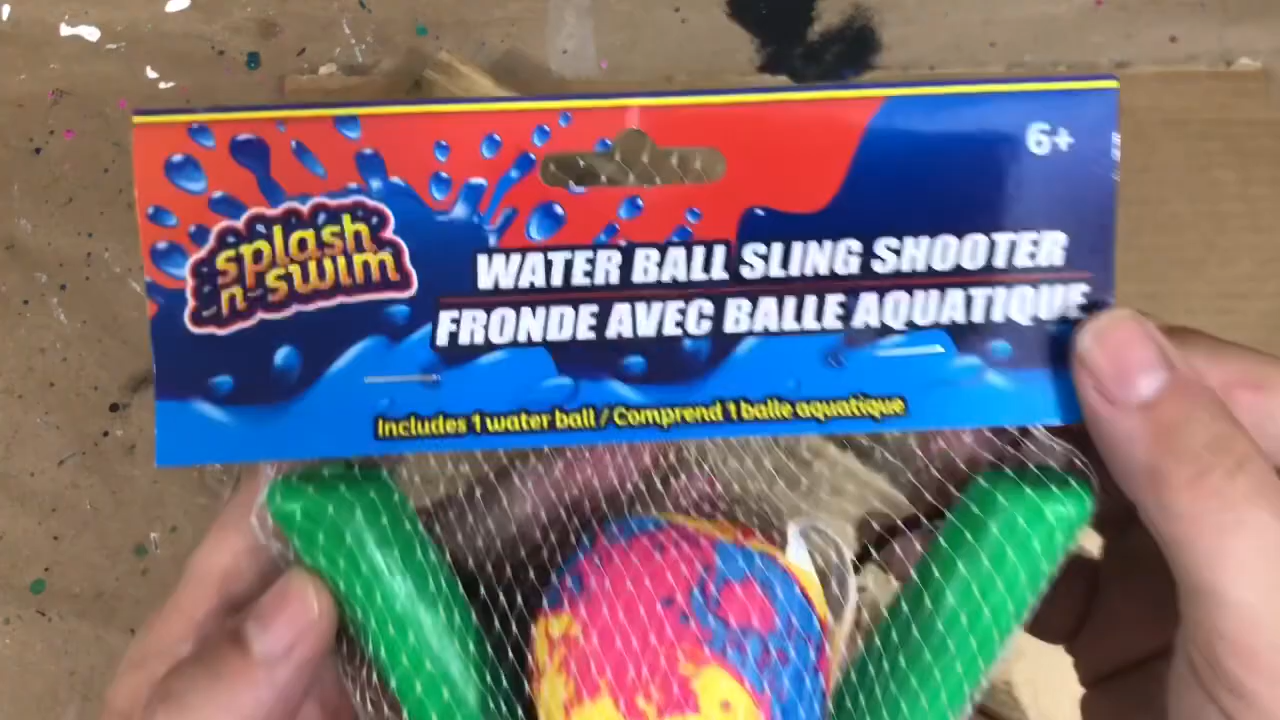 6+
splash
n-swim
WATER BALL SLING SHOOTER
FRONDE AVEC BALLE AQUATIQUE
Includes 1 water ball / Comprend 1 balle aquatique